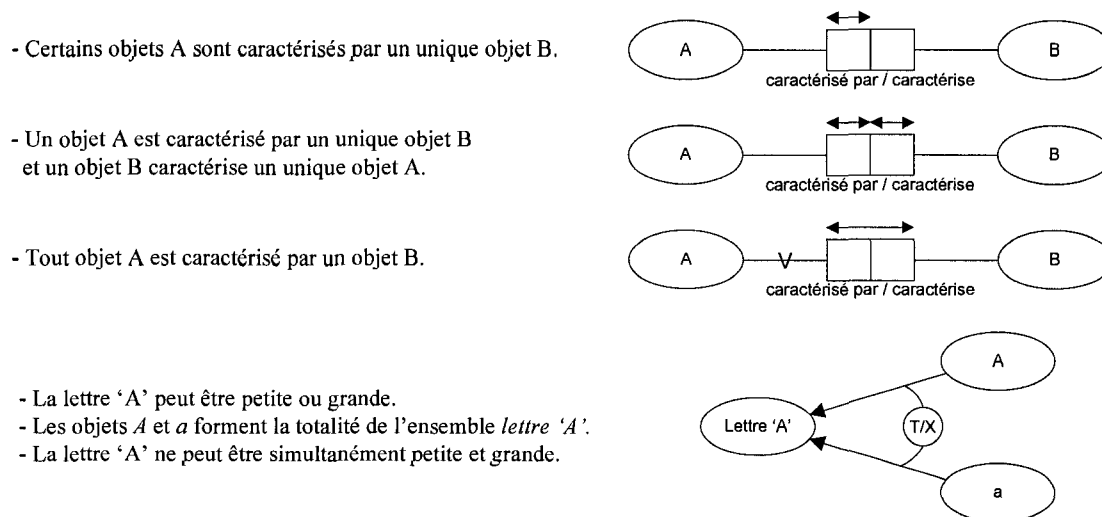 - Certains objets A sont caractérisés par un unique objet B.
A
B
caractérisé par / caractérise
- Un objet A est caractérisé par un unique objet B
et un objet B caractérise un unique objet A.
A
B
caractérisé par / caractérise
- Tout objet A est caractérisé par un objet B.
A
V
B
caractérisé par / caractérise
- La lettre ‘A’ peut être petite ou grande.
- Les objets A et a forment la totalité de l’ensemble lettre ‘A’.
- La lettre ‘A’ ne peut être simultanément petite et grande.
A
Lettre ‘A’
T/X
a